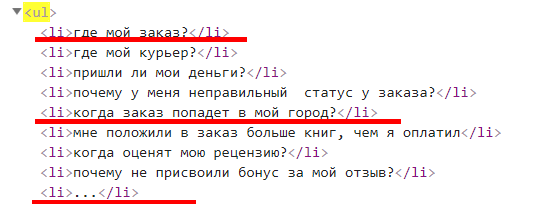 <ul>
<li>где мой заказ?</li>
<li>где мой курьер?</li>
<li>пришли ли мои деньги?</li>
<li>почему у меня неправильный  статус у заказа?</li>
<li>когда заказ попадет в мой город?</li>
<li>мне положили в заказ больше книг, чем я оплатил</li>
<li>когда оценят мою рецензию?</li>
<li>почему не присвоили бонус за мой отзыв?</li>
<li>...</li>